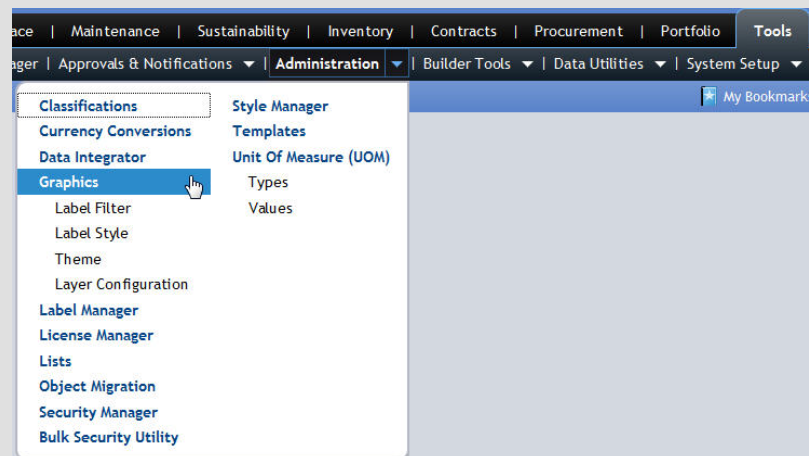 ace | Maintenance | Sustainability | Inventory | Contracts | Procurement | Portfolio Tools
ager | Approvals & Notifications | Administration | Builder Tools | Data Utilities | System Setup
My Bookmark
Classifications
Currency Conversions
Data Integrator
Graphics
Label Filter
Label Style
Theme
Layer Configuration
Label Manager
License Manager
Lists
Object Migration
Security Manager
Bulk Security Utility
Style Manager
Templates
Unit Of Measure (UOM)
Types
Values